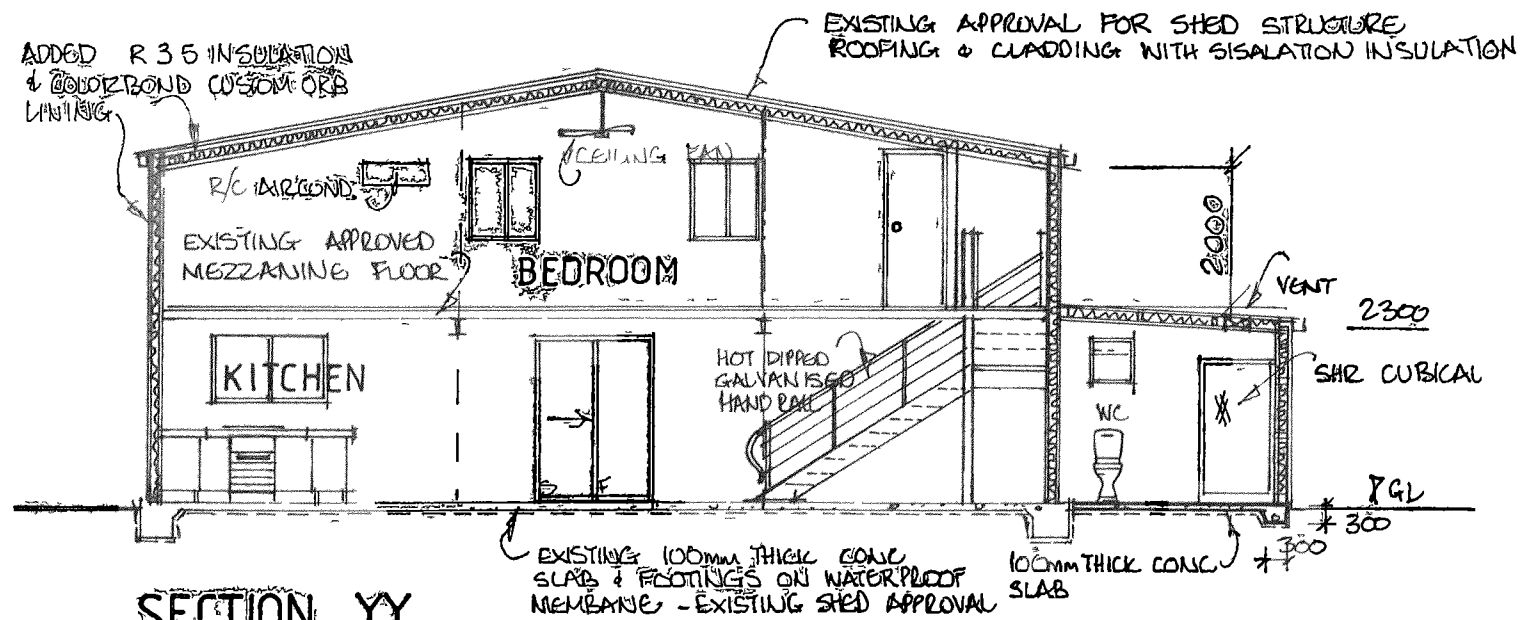 EXISTING APPROVAL FOR SHED STRUCTURE
ROOFING & CLADDING WITH SISALATION INSULATION
ADDED R 3 5 INSULATION
& COLORBOND CUSTOM ORB
LINING
CEILING FAN
R/C AIRCOND.
EXISTING APPROVED
MEZZANINE FLOOR
BEDROOM
2000
VENT
2300
KITCHEN
HOT DIPPED
GALVANISED
HAND RAIL
SHR CUBICAL
WC
F
GL
300
300
EXISTING 100mm THICK CONC
SLAB & FOOTINGS ON WATERPROOF
MEMBANE - EXISTING SHED APPROVAL
100mm THICK CONC
SLAB
SECTION YY